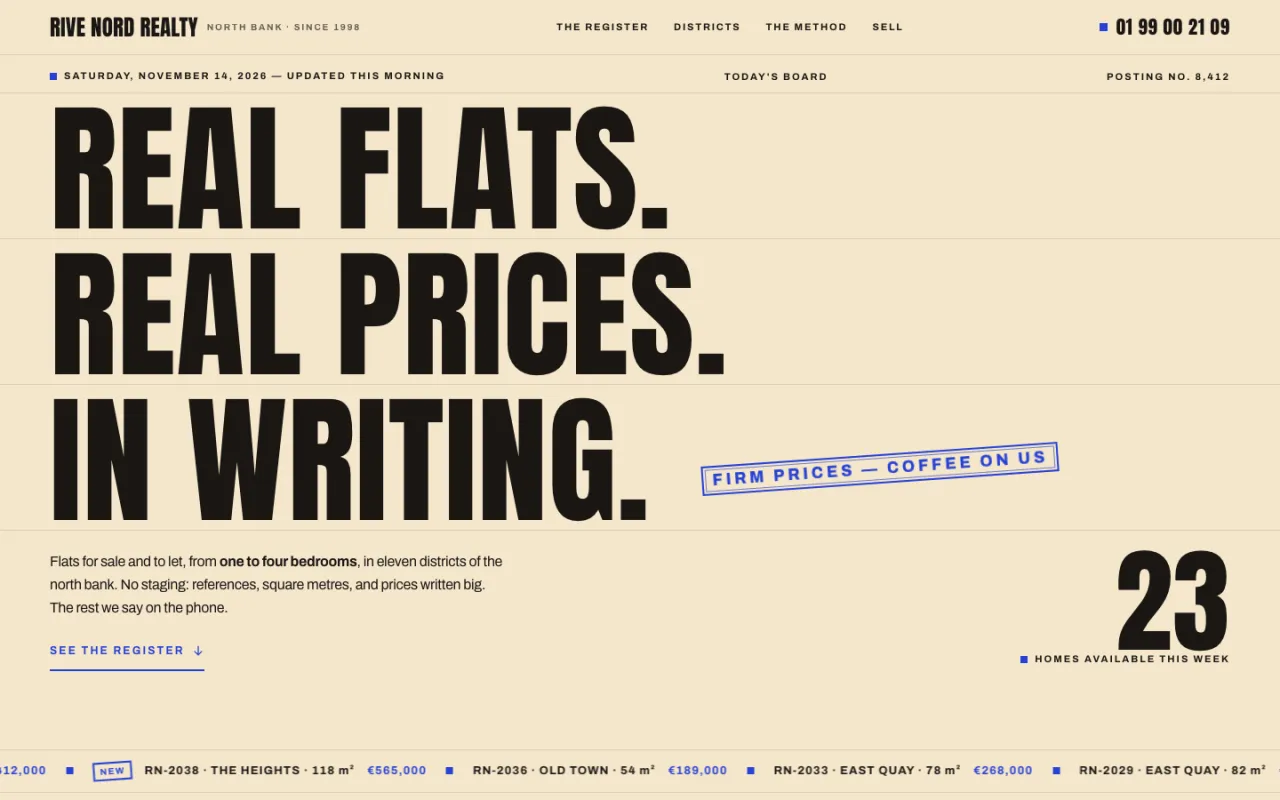 RIVE NORD REALTY NORTH BANK · SINCE 1998
THE REGISTER DISTRICTS THE METHOD SELL
01 99 00 21 09
SATURDAY, NOVEMBER 14, 2026 — UPDATED THIS MORNING
TODAY'S BOARD
POSTING NO. 8,412
REAL FLATS.
REAL PRICES.
IN WRITING.
FIRM PRICES — COFFEE ON US
Flats for sale and to let, from one to four bedrooms, in eleven districts of the
north bank. No staging: references, square metres, and prices written big.
The rest we say on the phone.
SEE THE REGISTER ↓
23
HOMES AVAILABLE THIS WEEK
12,000 NEW RN-2038 · THE HEIGHTS · 118 m² €565,000 RN-2036 · OLD TOWN · 54 m² €189,000 RN-2033 · EAST QUAY · 78 m² €268,000 RN-2029 · EAST QUAY · 82 m²